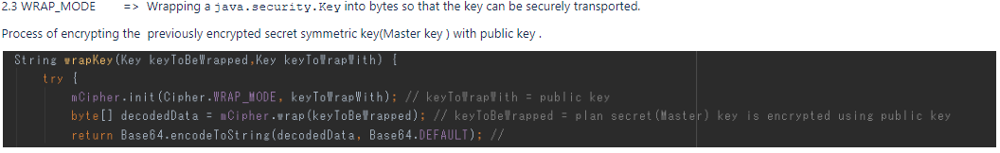 2.3 WRAP_MODE => Wrapping a java.security.Key into bytes so that the key can be securely transported.
Process of encrypting the previously encrypted secret symmetric key(Master key ) with public key .
String wrapKey(Key keyToBeWrapped,Key keyToWrapWith) {
try {
mCipher.init(Cipher.WRAP_MODE, keyToWrapWith); // keyToWrapWith = public key
byte[] decodedData = mCipher.wrap(keyToBeWrapped); // keyToBeWrapped = plan secret(Master) key is encrypted using public key
return Base64.encodeToString(decodedData, Base64.DEFAULT); //